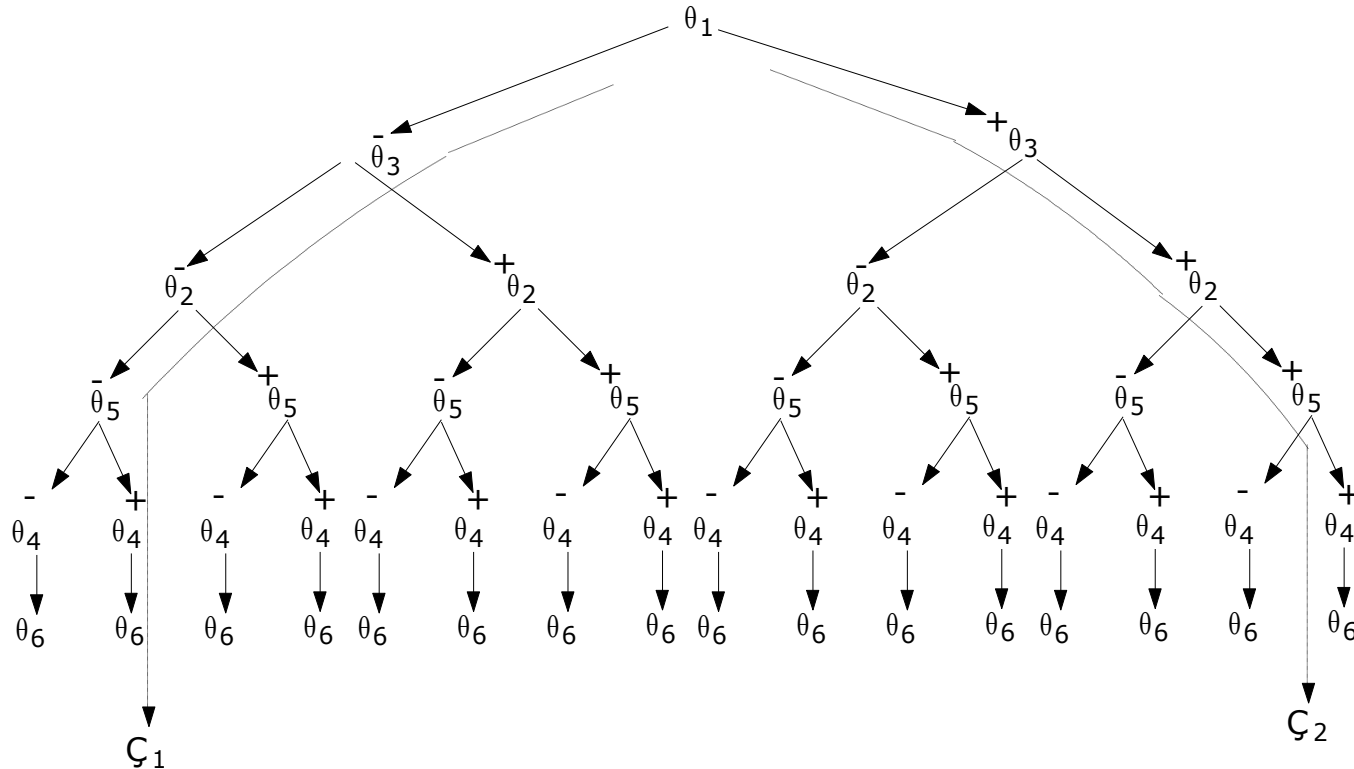 θ1
- +
θ3 θ3
- + - +
θ2 θ2 θ2 θ2
- + - + - + - +
θ5 θ5 θ5 θ5 θ5 θ5 θ5 θ5
- + - + - + - + - + - + - + - +
θ4 θ4 θ4 θ4 θ4 θ4 θ4 θ4 θ4 θ4 θ4 θ4 θ4 θ4 θ4 θ4
θ6 θ6 θ6 θ6 θ6 θ6 θ6 θ6 θ6 θ6 θ6 θ6 θ6 θ6 θ6 θ6
Ç1 Ç2